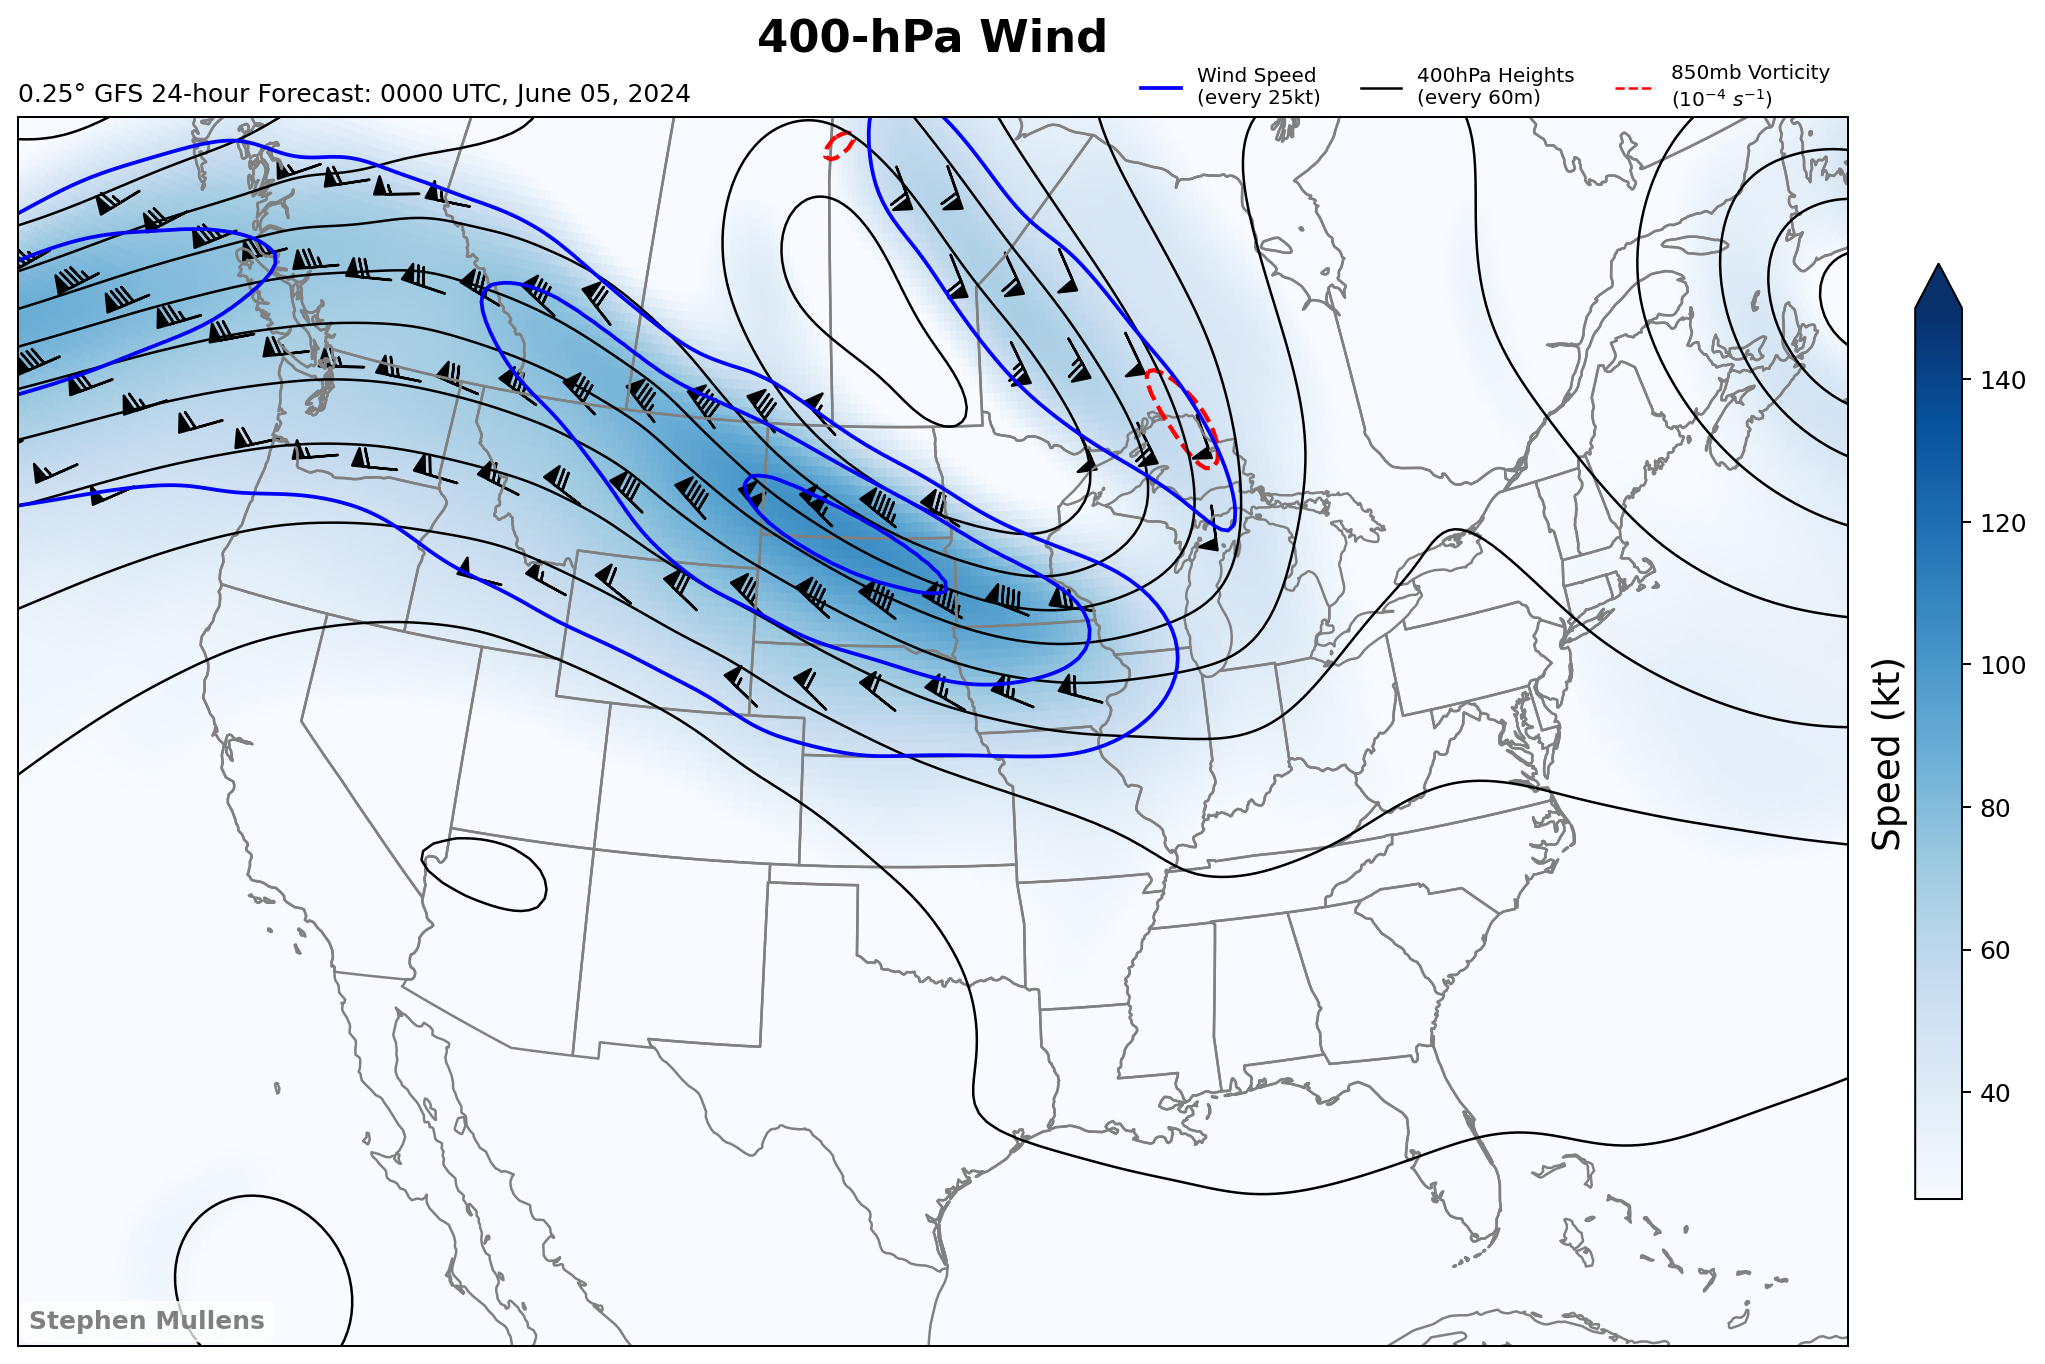 400-hPa Wind
0.25° GFS 24-hour Forecast: 0000 UTC, June 05, 2024
Wind Speed
(every 25kt)
400hPa Heights
(every 60m)
850mb Vorticity
(10⁻⁴ s⁻¹)
140
120
100
80
60
40
Speed (kt)
Stephen Mullens